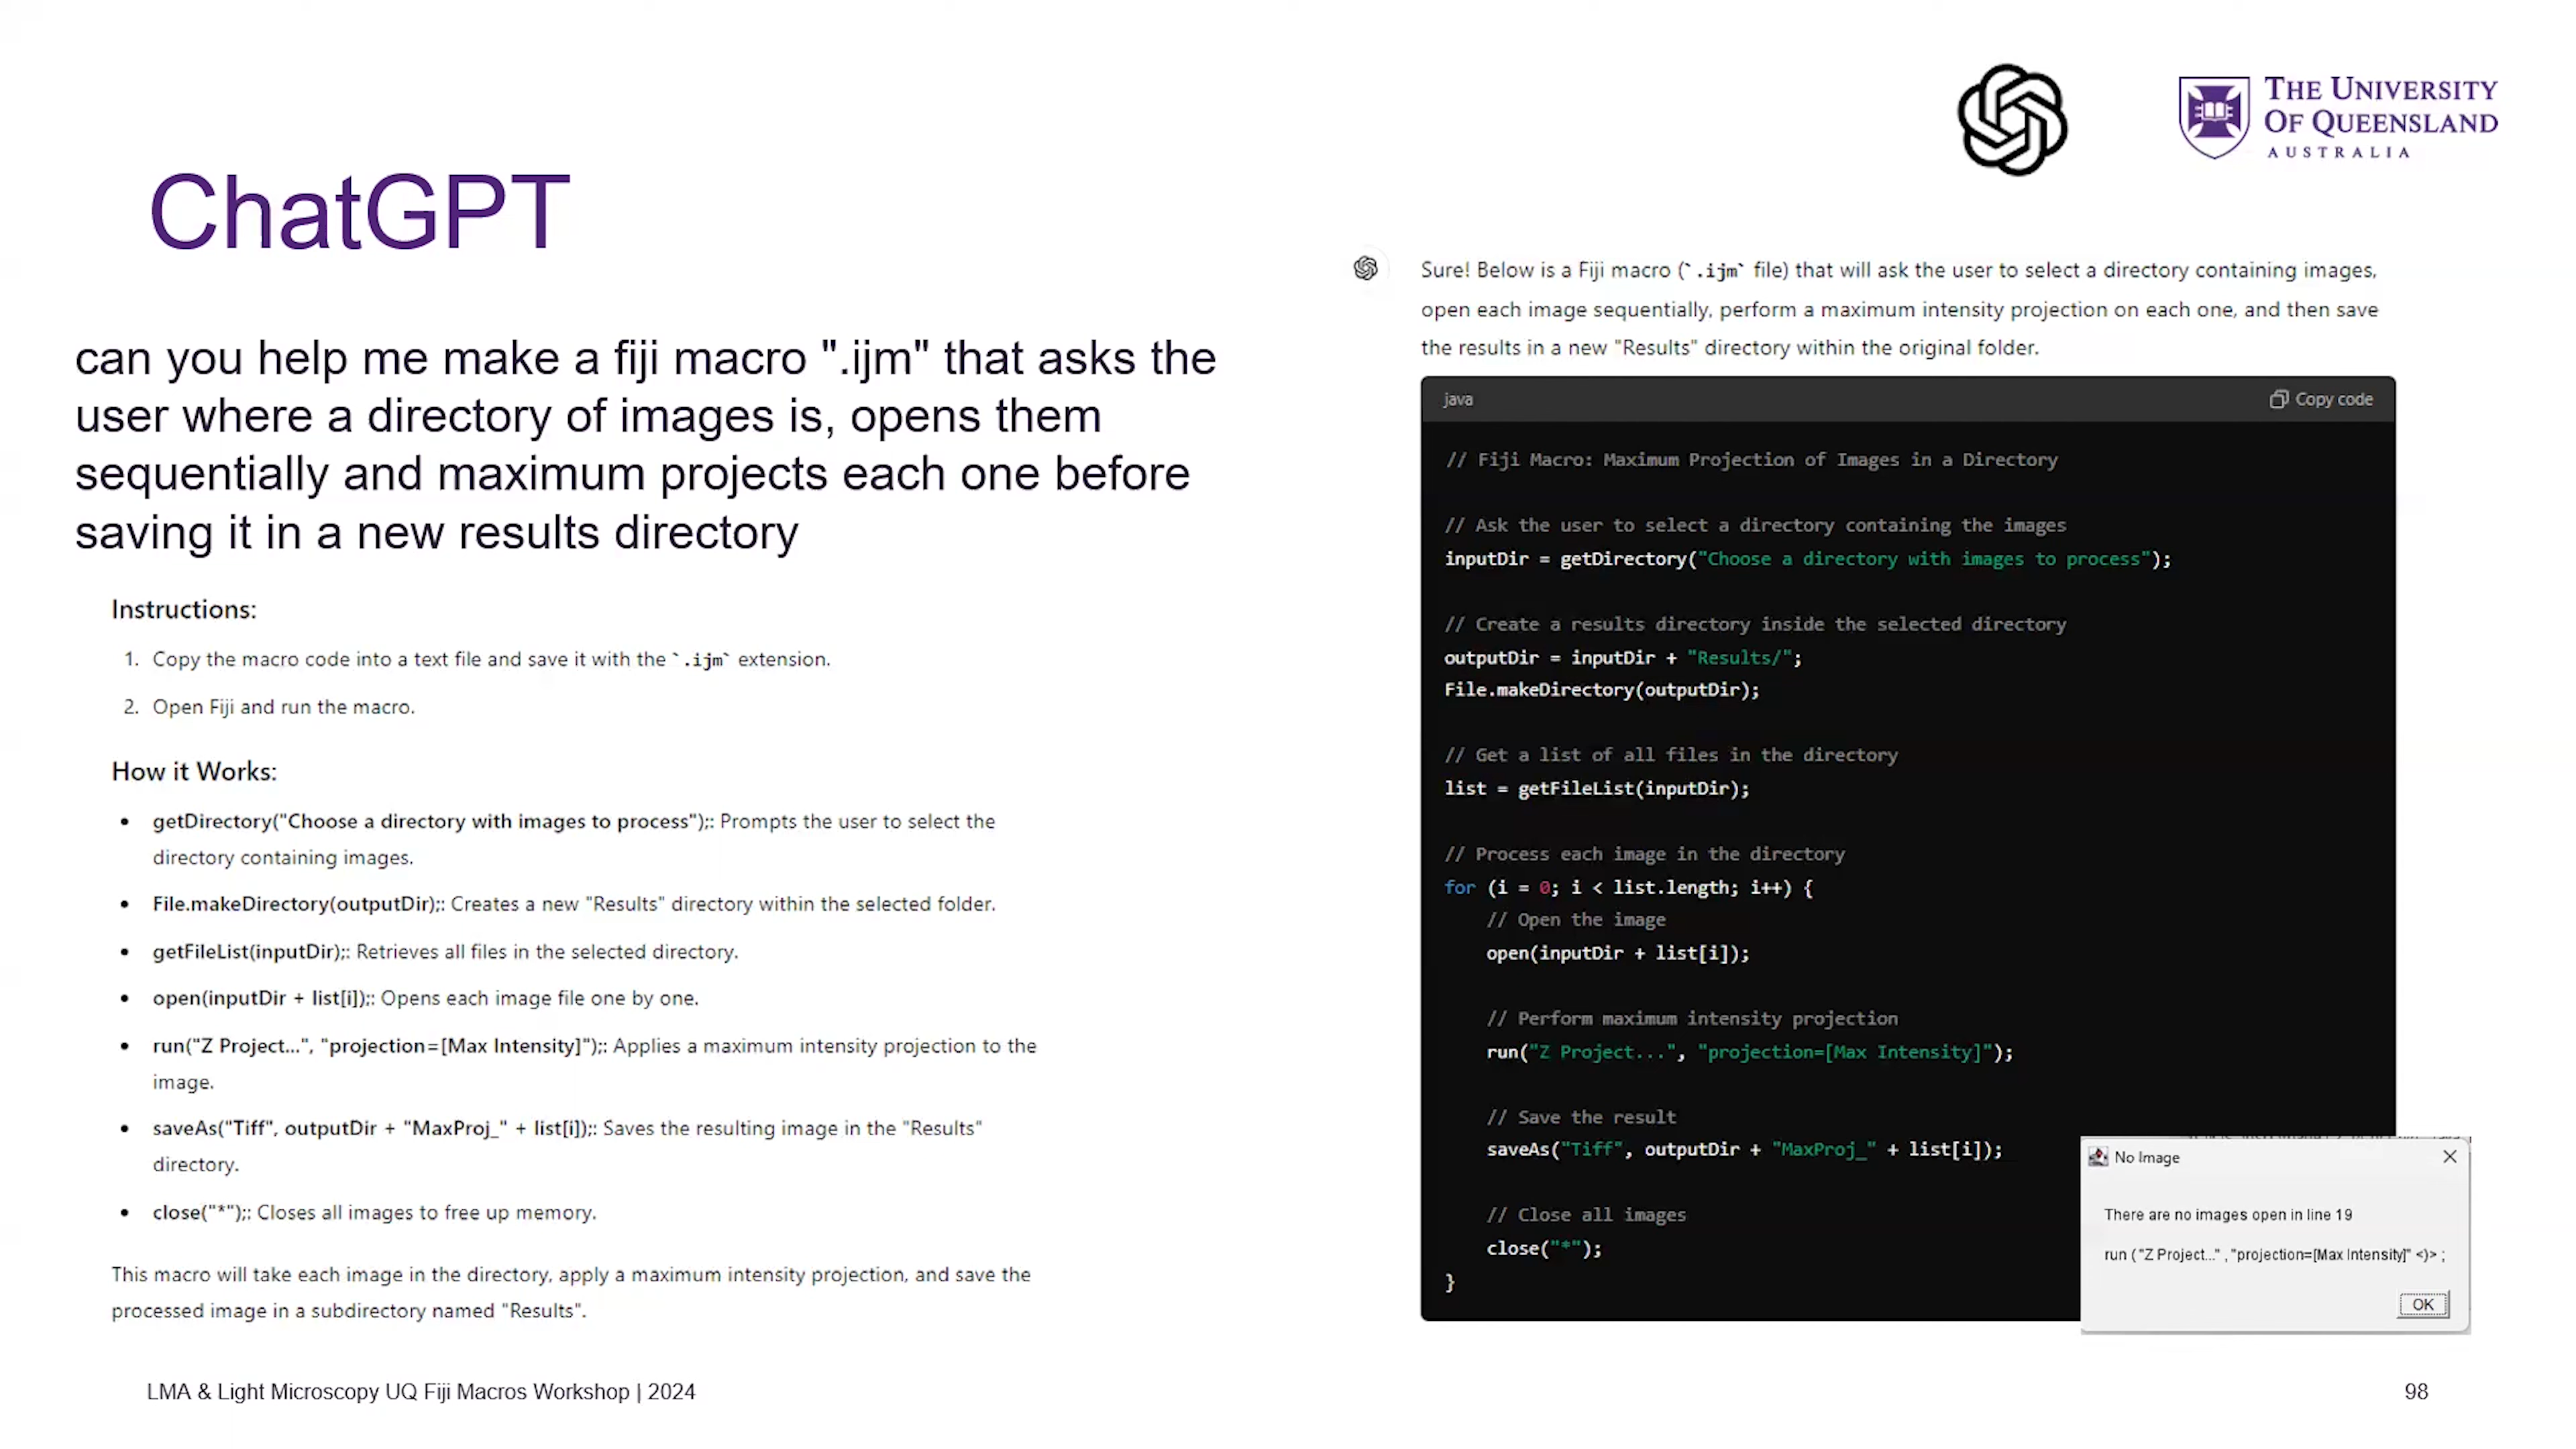 THE UNIVERSITY
OF QUEENSLAND
AUSTRALIA
ChatGPT
can you help me make a fiji macro ".ijm" that asks the
user where a directory of images is, opens them
sequentially and maximum projects each one before
saving it in a new results directory
Instructions:
1. Copy the macro code into a text file and save it with the `.ijm` extension.
2. Open Fiji and run the macro.
How it Works:
• getDirectory("Choose a directory with images to process");: Prompts the user to select the
directory containing images.
• File.makeDirectory(outputDir);: Creates a new "Results" directory within the selected folder.
• getFileList(inputDir);: Retrieves all files in the selected directory.
• open(inputDir + list[i]);: Opens each image file one by one.
• run("Z Project...", "projection=[Max Intensity]");: Applies a maximum intensity projection to the
image.
• saveAs("Tiff", outputDir + "MaxProj_" + list[i]);: Saves the resulting image in the "Results"
directory.
• close("*");: Closes all images to free up memory.
This macro will take each image in the directory, apply a maximum intensity projection, and save the
processed image in a subdirectory named "Results".
Sure! Below is a Fiji macro (`.ijm` file) that will ask the user to select a directory containing images,
open each image sequentially, perform a maximum intensity projection on each one, and then save
the results in a new "Results" directory within the original folder.
java
Copy code
// Fiji Macro: Maximum Projection of Images in a Directory
// Ask the user to select a directory containing the images
inputDir = getDirectory("Choose a directory with images to process");
// Create a results directory inside the selected directory
outputDir = inputDir + "Results/";
File.makeDirectory(outputDir);
// Get a list of all files in the directory
list = getFileList(inputDir);
// Process each image in the directory
for (i = 0; i < list.length; i++) {
// Open the image
open(inputDir + list[i]);
// Perform maximum intensity projection
run("Z Project...", "projection=[Max Intensity]");
// Save the result
saveAs("Tiff", outputDir + "MaxProj_" + list[i]);
// Close all images
close("*");
}
No Image
There are no images open in line 19
run ( "Z Project..." , "projection=[Max Intensity]" <)> ;
OK
LMA & Light Microscopy UQ Fiji Macros Workshop | 2024
98